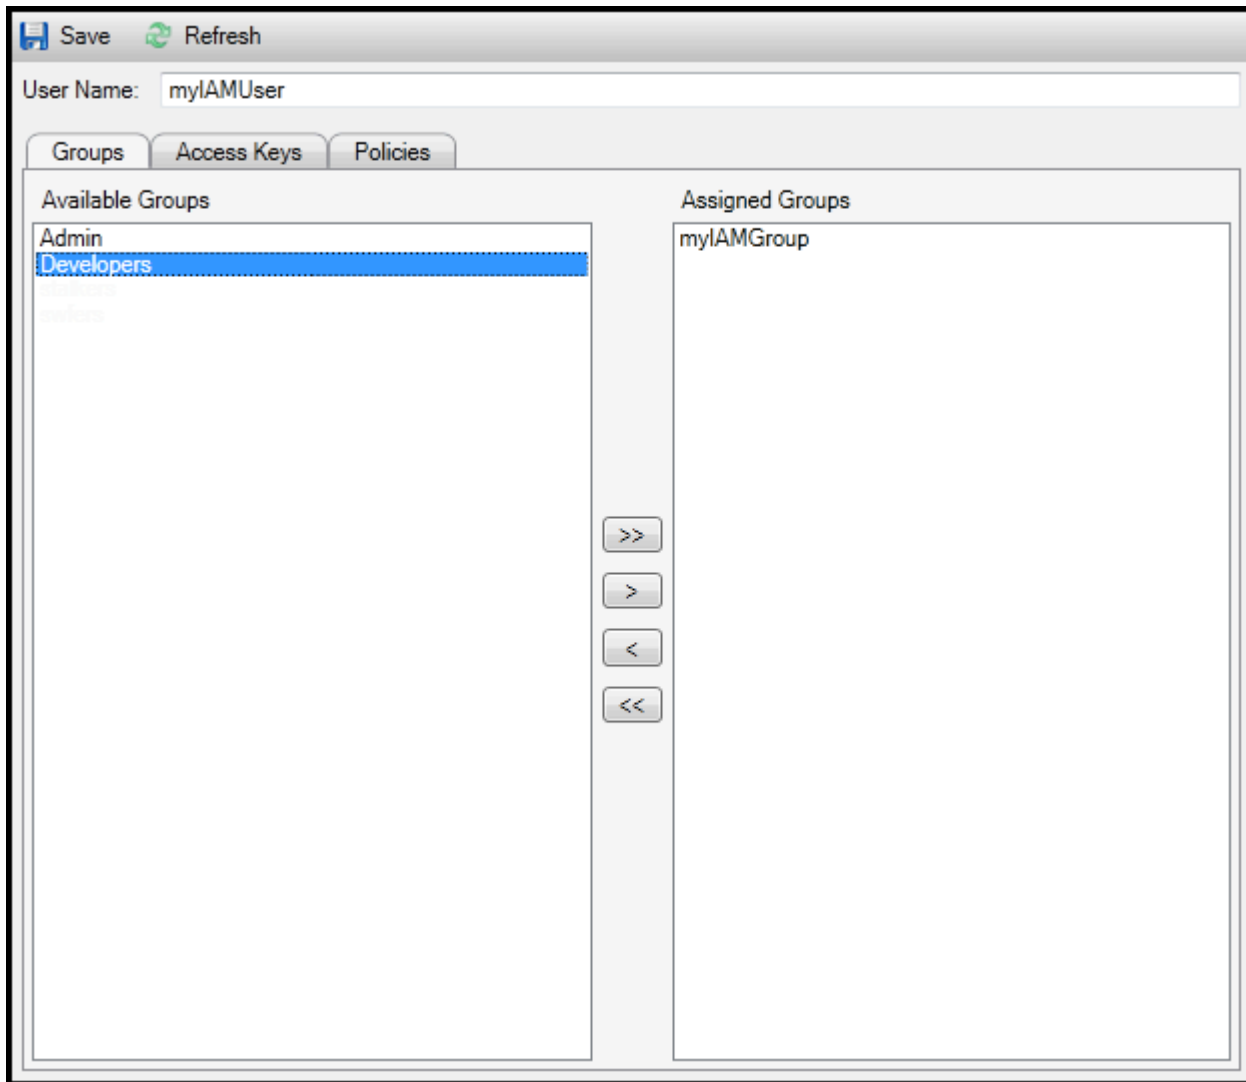 Save Refresh
User Name: myIAMUser
Groups Access Keys Policies
Available Groups
Admin
Developers
Assigned Groups
myIAMGroup
>>
>
<
<<